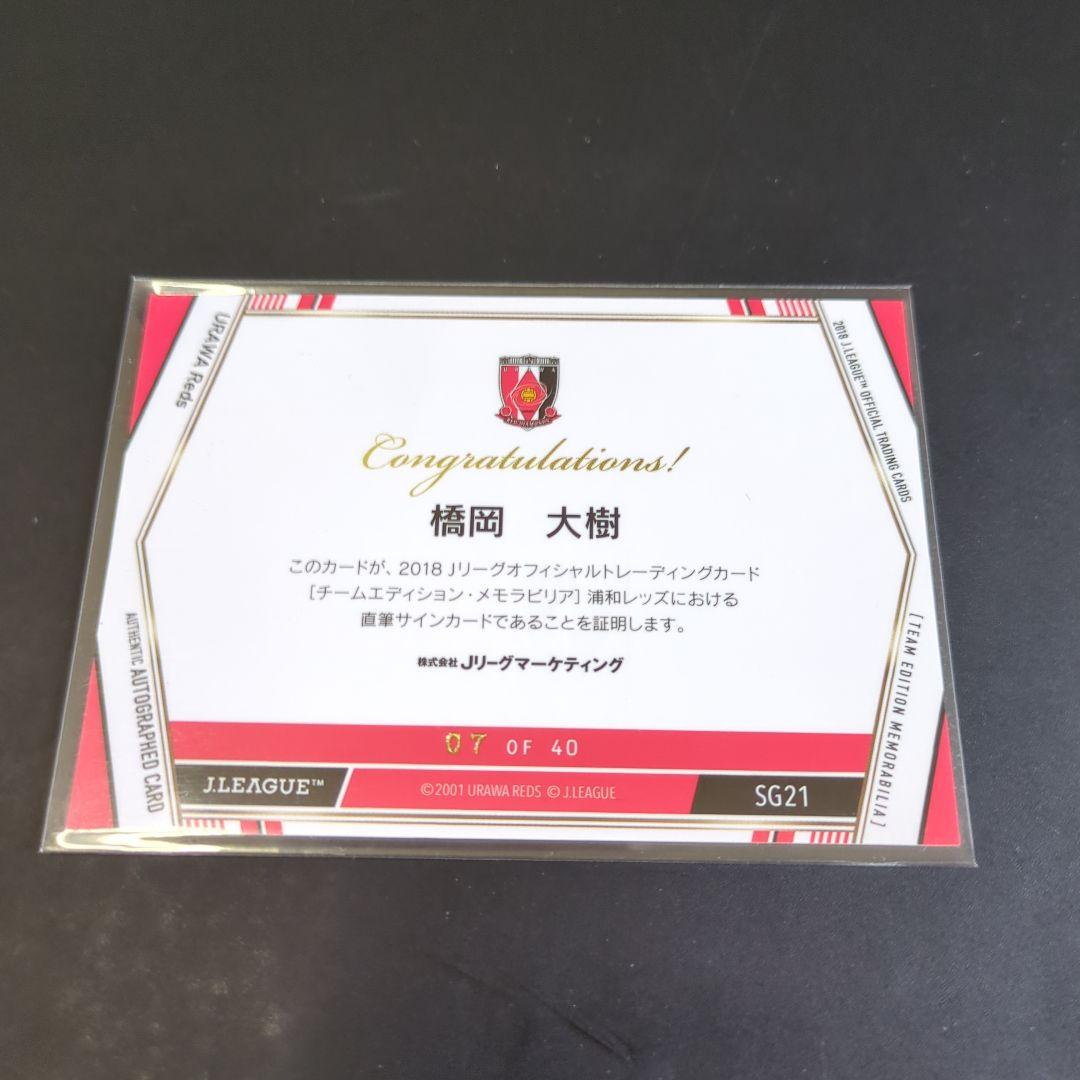 URAWA Reds
2018 J.LEAGUE™ OFFICIAL TRADING CARDS
URAWA
Congratulations!
橋岡　大樹
このカードが、2018 Jリーグオフィシャルトレーディングカード
［チームエディション・メモラビリア］浦和レッズにおける
直筆サインカードであることを証明します。
株式会社Jリーグマーケティング
AUTHENTIC AUTOGRAPHED CARD
[TEAM EDITION MEMORABILIA]
07 OF 40
J.LEAGUE™
©2001 URAWA REDS © J.LEAGUE
SG21